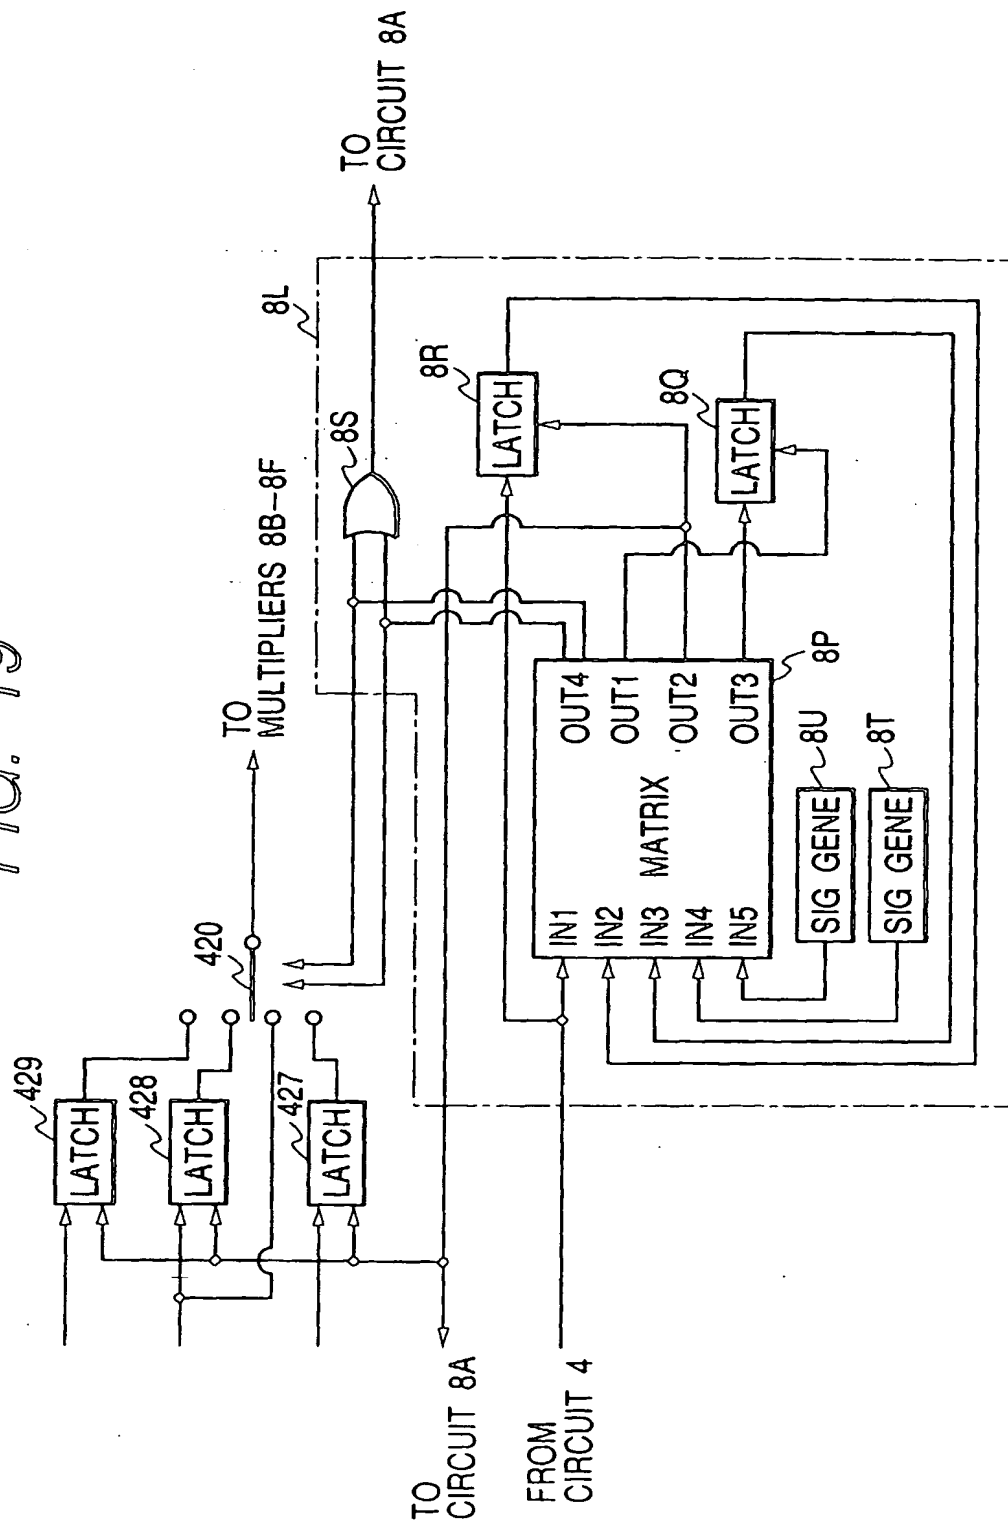 FIG. 19
429
LATCH
428
LATCH
427
LATCH
420
TO
MULTIPLIERS 8B-8F
8L
8S
TO
CIRCUIT 8A
TO
CIRCUIT 8A
FROM
CIRCUIT 4
8R
LATCH
8Q
LATCH
IN1
IN2
IN3
IN4
IN5
MATRIX
OUT4
OUT1
OUT2
OUT3
8P
SIG GENE
8U
SIG GENE
8T